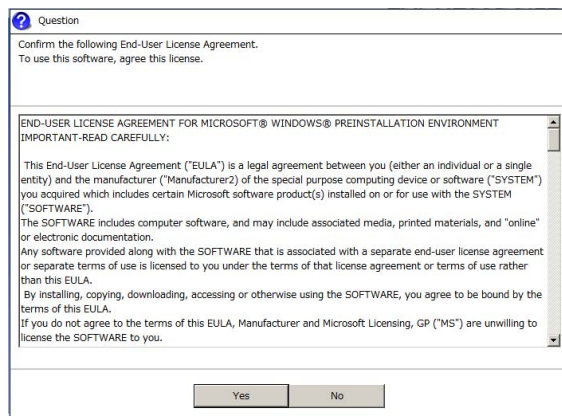 Question
Confirm the following End-User License Agreement.
To use this software, agree this license.
END-USER LICENSE AGREEMENT FOR MICROSOFT® WINDOWS® PREINSTALLATION ENVIRONMENT
IMPORTANT-READ CAREFULLY:
This End-User License Agreement ("EULA") is a legal agreement between you (either an individual or a single
entity) and the manufacturer ("Manufacturer2) of the special purpose computing device or software ("SYSTEM")
you acquired which includes certain Microsoft software product(s) installed on or for use with the SYSTEM
("SOFTWARE").
The SOFTWARE includes computer software, and may include associated media, printed materials, and "online"
or electronic documentation.
Any software provided along with the SOFTWARE that is associated with a separate end-user license agreement
or separate terms of use is licensed to you under the terms of that license agreement or terms of use rather
than this EULA.
By installing, copying, downloading, accessing or otherwise using the SOFTWARE, you agree to be bound by the
terms of this EULA.
If you do not agree to the terms of this EULA, Manufacturer and Microsoft Licensing, GP ("MS") are unwilling to
license the SOFTWARE to you.
Yes No